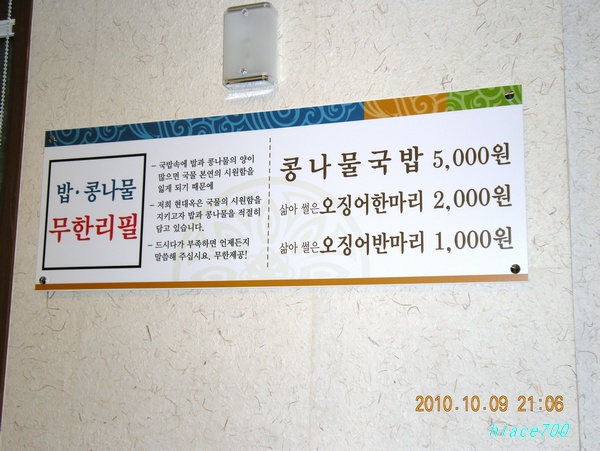 밥·콩나물
무한리필
- 국밥속에 밥과 콩나물의 양이
많으면 국물 본연의 시원함을
잃게 되기 때문에
- 저희 현대옥은 국물의 시원함을
지키고자 밥과 콩나물을 적절히
담고 있습니다.
- 드시다가 부족하면 언제든지
말씀해 주십시요. 무한제공!
콩나물국밥 5,000원
삶아 썰은오징어한마리 2,000원
삶아 썰은오징어반마리 1,000원
2010.10.09 21:06
hiace700